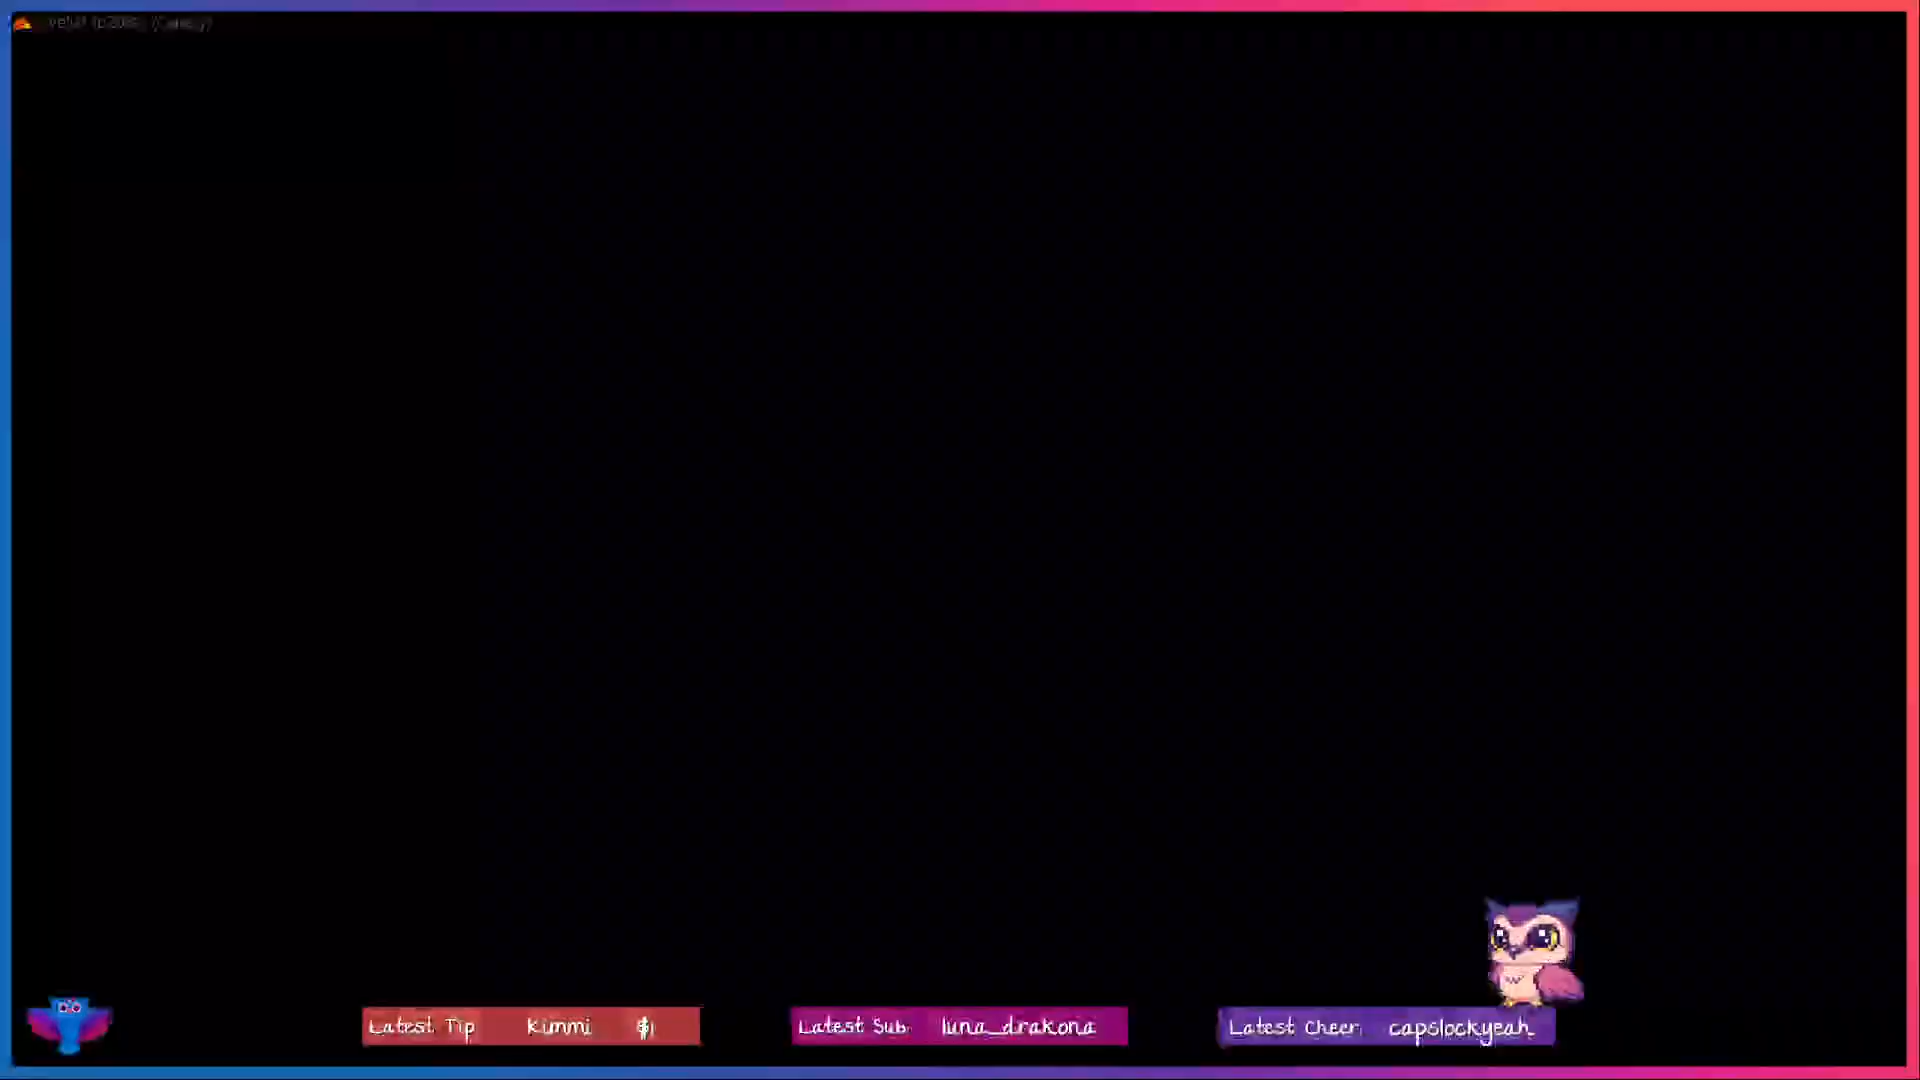 Latest Tip Kimmi $1
Latest Sub luna_drakona
Latest Cheer capslockyeah